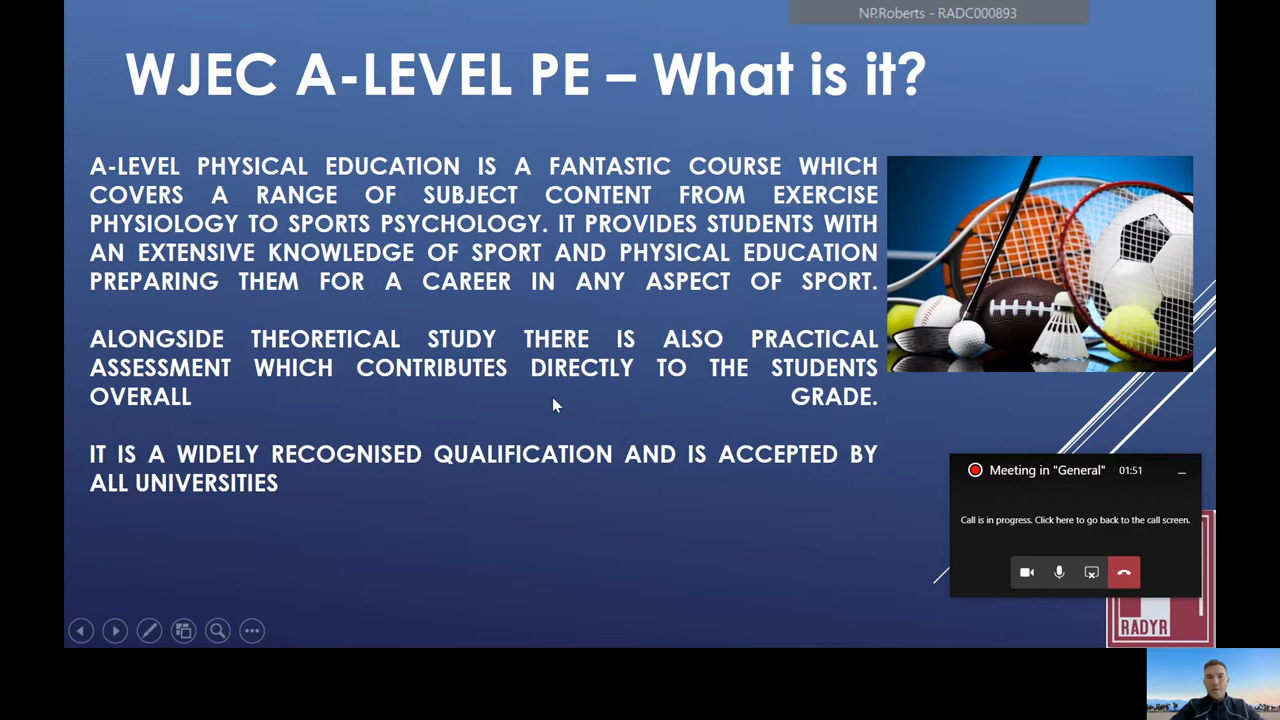 NP.Roberts - RADC000893
WJEC A-LEVEL PE – What is it?
A-LEVEL PHYSICAL EDUCATION IS A FANTASTIC COURSE WHICH
COVERS A RANGE OF SUBJECT CONTENT FROM EXERCISE
PHYSIOLOGY TO SPORTS PSYCHOLOGY. IT PROVIDES STUDENTS WITH
AN EXTENSIVE KNOWLEDGE OF SPORT AND PHYSICAL EDUCATION
PREPARING THEM FOR A CAREER IN ANY ASPECT OF SPORT.
ALONGSIDE THEORETICAL STUDY THERE IS ALSO PRACTICAL
ASSESSMENT WHICH CONTRIBUTES DIRECTLY TO THE STUDENTS
OVERALL GRADE.
IT IS A WIDELY RECOGNISED QUALIFICATION AND IS ACCEPTED BY
ALL UNIVERSITIES
Meeting in "General" 01:51
Call is in progress. Click here to go back to the call screen.
RADYR